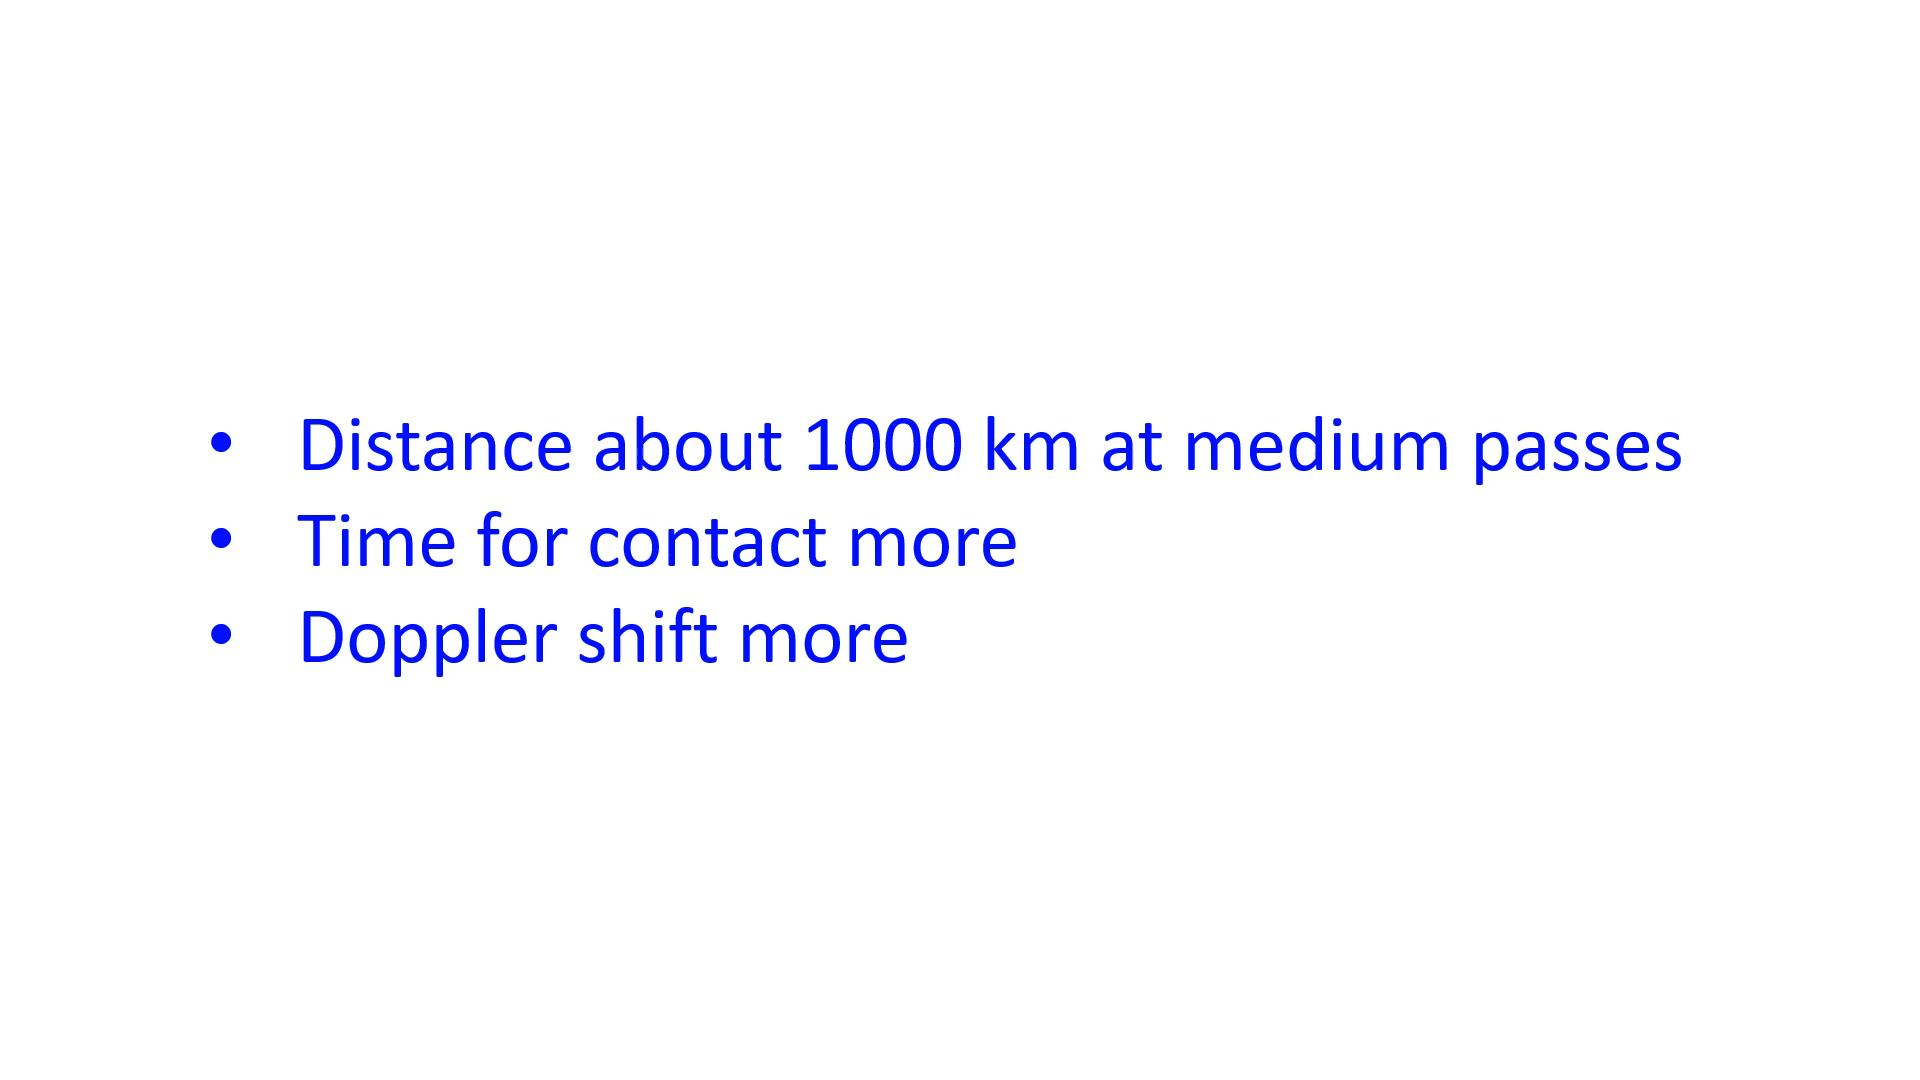 • Distance about 1000 km at medium passes
• Time for contact more
• Doppler shift more